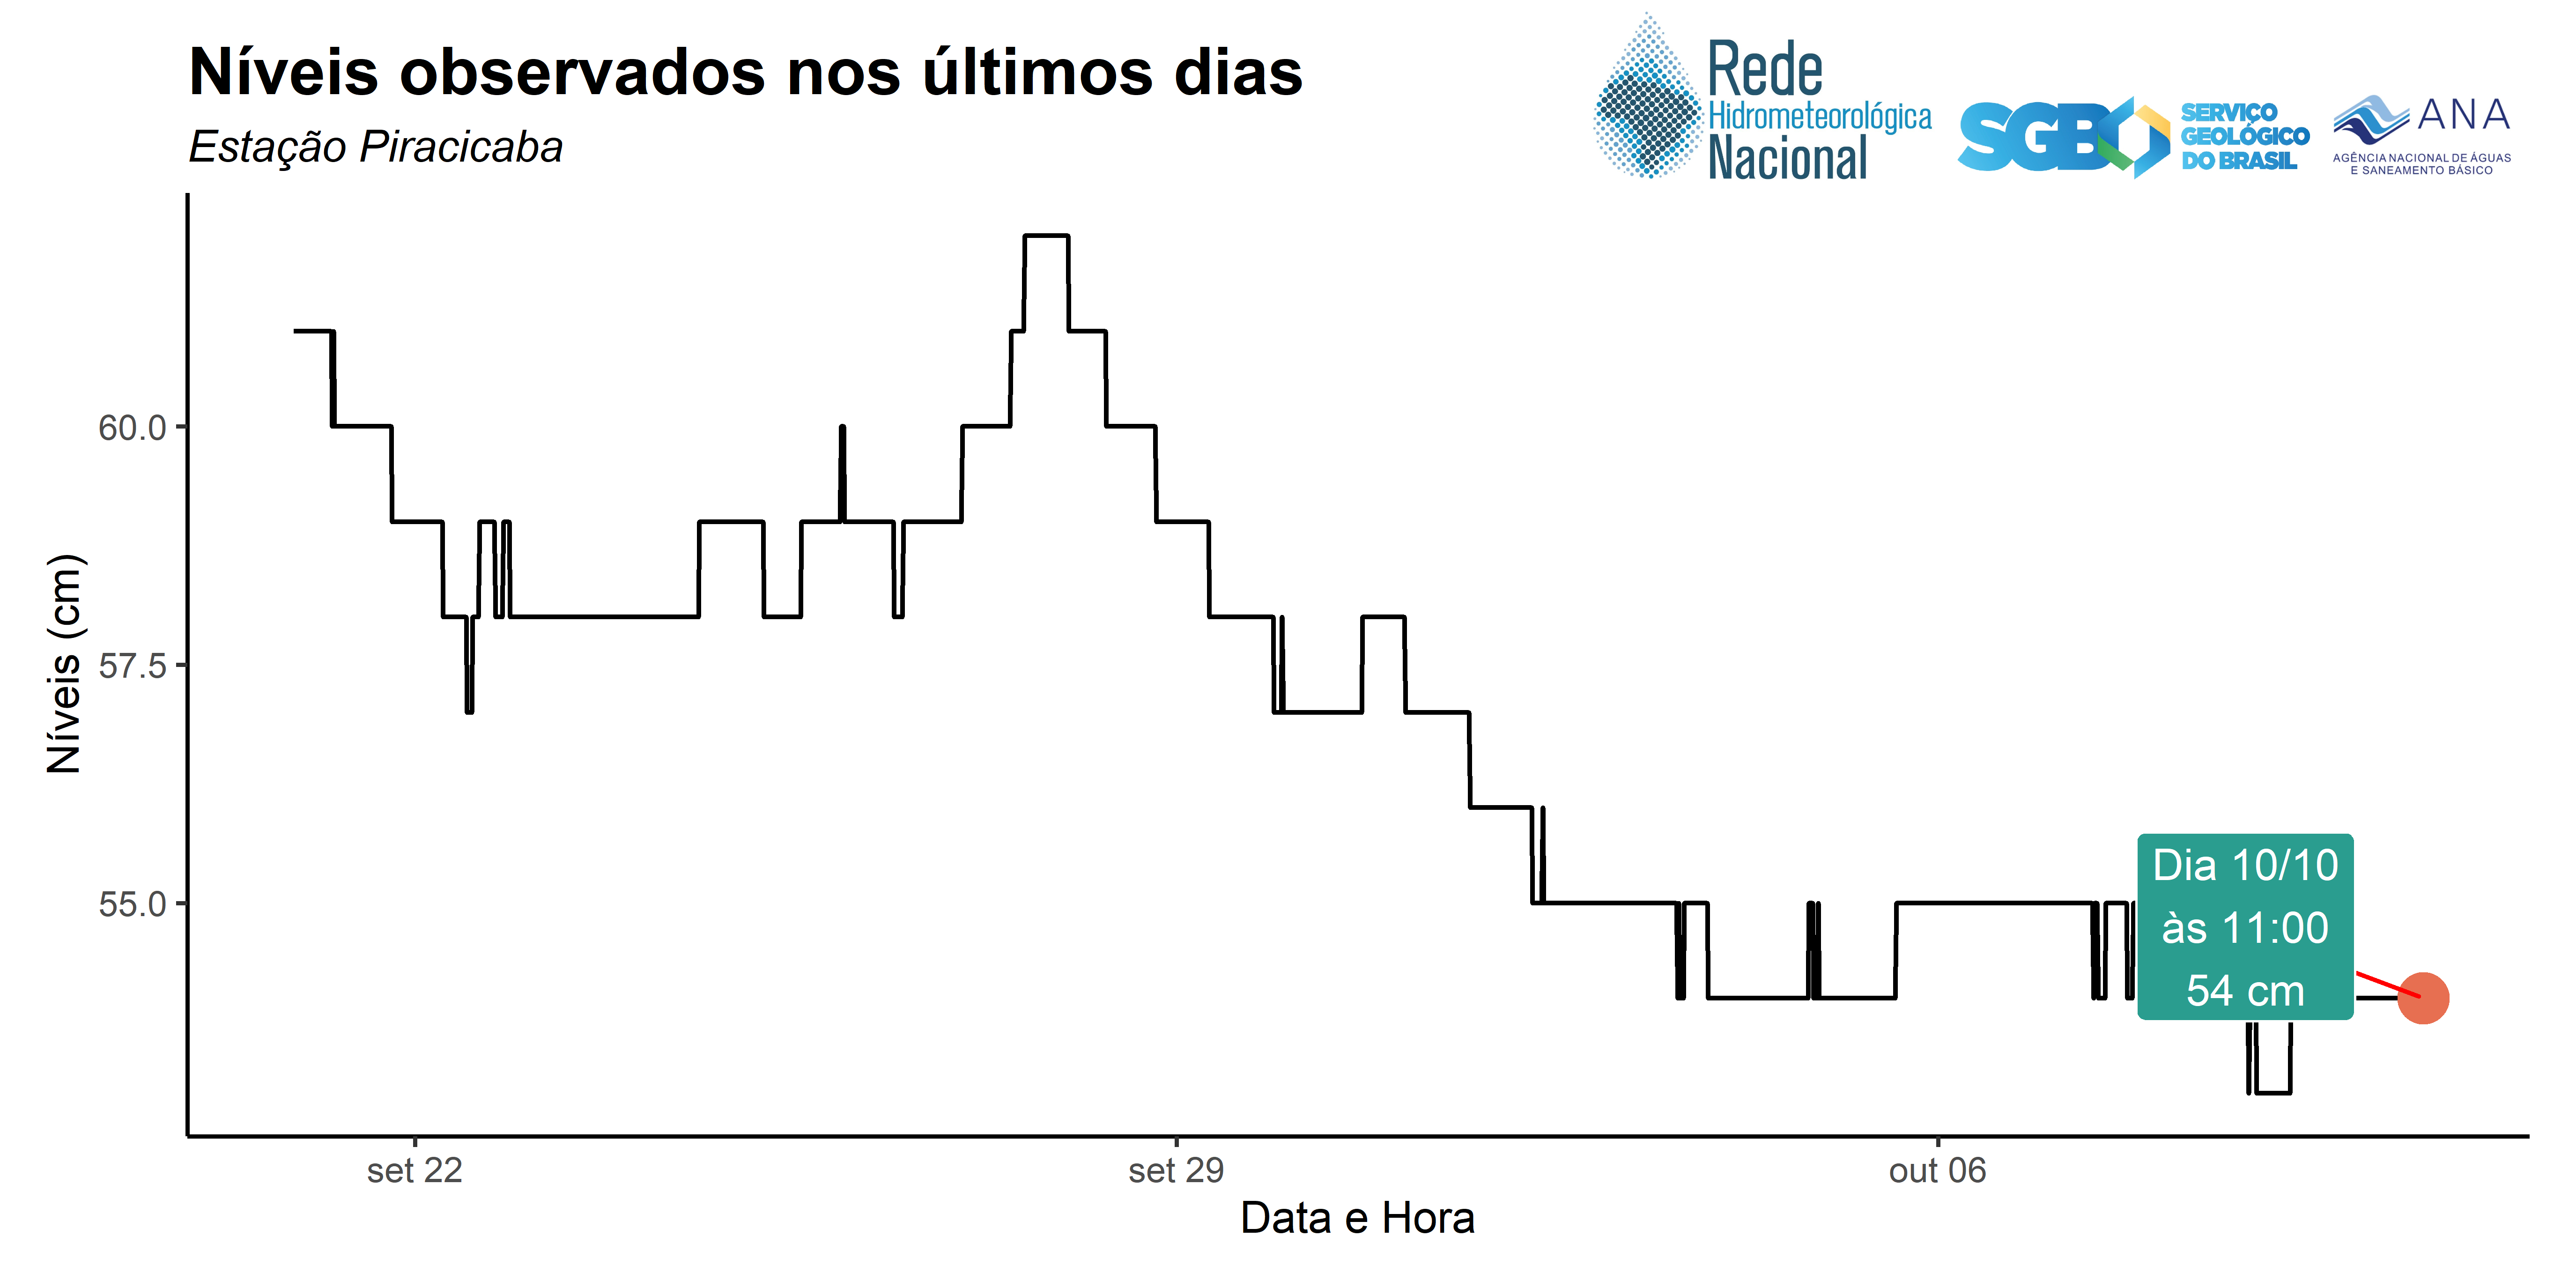 Níveis observados nos últimos dias
Estação Piracicaba
Rede
Hidrometeorológica
Nacional
SGB
SERVIÇO
GEOLÓGICO
DO BRASIL
ANA
AGÊNCIA NACIONAL DE ÁGUAS
E SANEAMENTO BÁSICO
Níveis (cm)
60.0
57.5
55.0
Dia 10/10
às 11:00
54 cm
set 22
set 29
out 06
Data e Hora